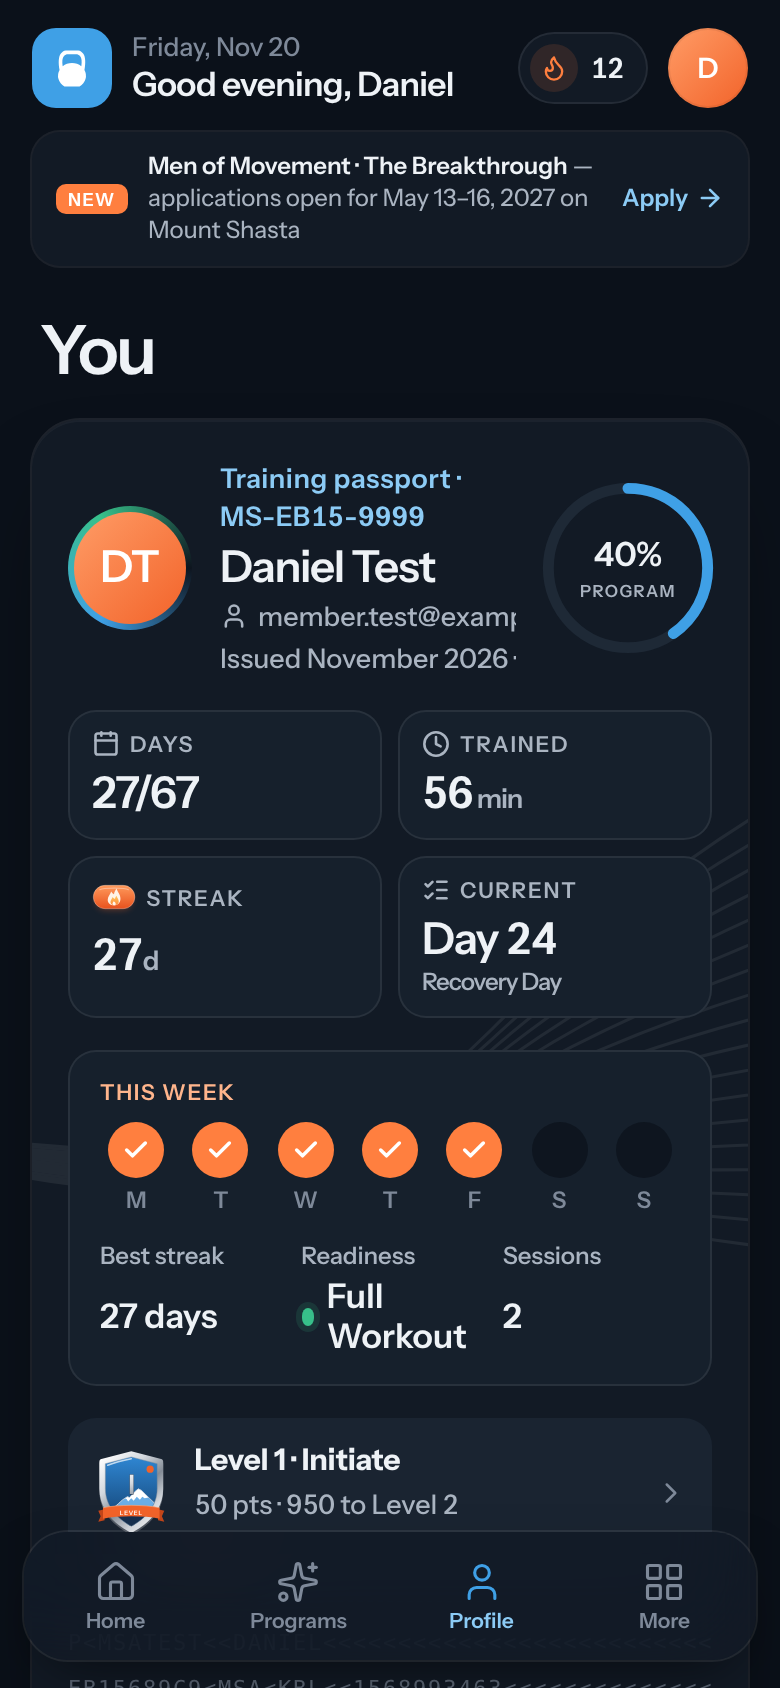 Friday, Nov 20
Good evening, Daniel
12
D
NEW
Men of Movement · The Breakthrough —
applications open for May 13–16, 2027 on
Mount Shasta
Apply →
You
DT
Training passport ·
MS-EB15-9999
Daniel Test
member.test@examp
Issued November 2026 ·
40%
PROGRAM
DAYS
27/67
TRAINED
56 min
STREAK
27d
CURRENT
Day 24
Recovery Day
THIS WEEK
M T W T F S S
Best streak
27 days
Readiness
Full
Workout
Sessions
2
LEVEL
Level 1 · Initiate
50 pts · 950 to Level 2
Home
Programs
Profile
More